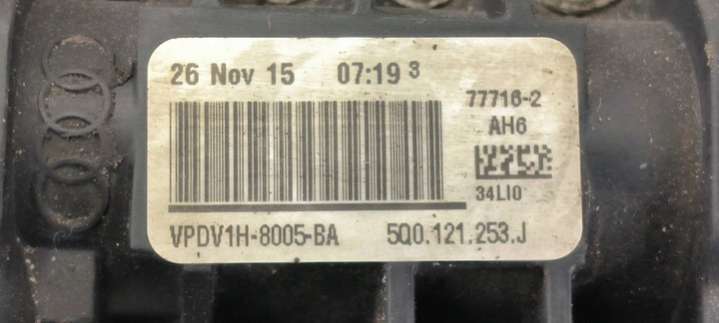 26 Nov 15 07:19 3
77716-2
AH6
34LI0
VPDV1H-8005-BA 5Q0.121.253.J